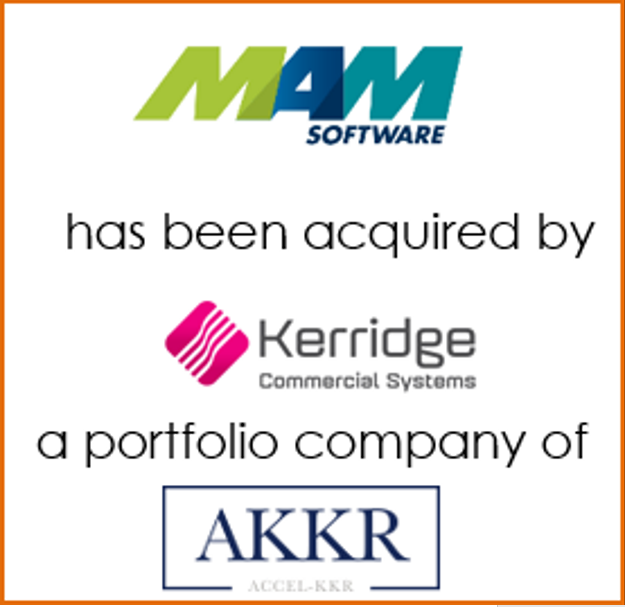 MAM
SOFTWARE
has been acquired by
Kerridge
Commercial Systems
a portfolio company of
AKKR
ACCEL-KKR